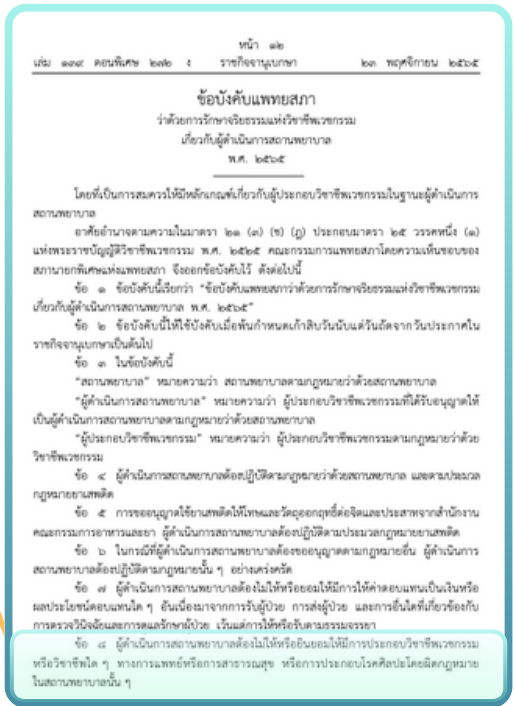 หน้า ๑๒
เล่ม ๑๓๙ ตอนพิเศษ ๒๗๒ ง ราชกิจจานุเบกษา ๒๓ พฤศจิกายน ๒๕๖๕
ข้อบังคับแพทยสภา
ว่าด้วยการรักษาจริยธรรมแห่งวิชาชีพเวชกรรม
เกี่ยวกับผู้ดำเนินการสถานพยาบาล
พ.ศ. ๒๕๖๕
โดยที่เป็นการสมควรให้มีหลักเกณฑ์เกี่ยวกับผู้ประกอบวิชาชีพเวชกรรมในฐานะผู้ดำเนินการ
สถานพยาบาล
อาศัยอำนาจตามความในมาตรา ๒๑ (๓) (ช) (ฎ) ประกอบมาตรา ๒๕ วรรคหนึ่ง (๑)
แห่งพระราชบัญญัติวิชาชีพเวชกรรม พ.ศ. ๒๕๒๕ คณะกรรมการแพทยสภาโดยความเห็นชอบของ
สภานายกพิเศษแห่งแพทยสภา จึงออกข้อบังคับไว้ ดังต่อไปนี้
ข้อ ๑ ข้อบังคับนี้เรียกว่า “ข้อบังคับแพทยสภาว่าด้วยการรักษาจริยธรรมแห่งวิชาชีพเวชกรรม
เกี่ยวกับผู้ดำเนินการสถานพยาบาล พ.ศ. ๒๕๖๕”
ข้อ ๒ ข้อบังคับนี้ให้ใช้บังคับเมื่อพ้นกำหนดเก้าสิบวันนับแต่วันถัดจากวันประกาศใน
ราชกิจจานุเบกษาเป็นต้นไป
ข้อ ๓ ในข้อบังคับนี้
“สถานพยาบาล” หมายความว่า สถานพยาบาลตามกฎหมายว่าด้วยสถานพยาบาล
“ผู้ดำเนินการสถานพยาบาล” หมายความว่า ผู้ประกอบวิชาชีพเวชกรรมที่ได้รับอนุญาตให้
เป็นผู้ดำเนินการสถานพยาบาลตามกฎหมายว่าด้วยสถานพยาบาล
“ผู้ประกอบวิชาชีพเวชกรรม” หมายความว่า ผู้ประกอบวิชาชีพเวชกรรมตามกฎหมายว่าด้วย
วิชาชีพเวชกรรม
ข้อ ๔ ผู้ดำเนินการสถานพยาบาลต้องปฏิบัติตามกฎหมายว่าด้วยสถานพยาบาล และตามประมวล
กฎหมายยาเสพติด
ข้อ ๕ การขออนุญาตใช้ยาเสพติดให้โทษและวัตถุออกฤทธิ์ต่อจิตและประสาทจากสำนักงาน
คณะกรรมการอาหารและยา ผู้ดำเนินการสถานพยาบาลต้องปฏิบัติตามประมวลกฎหมายยาเสพติด
ข้อ ๖ ในกรณีที่ผู้ดำเนินการสถานพยาบาลต้องขออนุญาตตามกฎหมายอื่น ผู้ดำเนินการ
สถานพยาบาลต้องปฏิบัติตามกฎหมายนั้น ๆ อย่างเคร่งครัด
ข้อ ๗ ผู้ดำเนินการสถานพยาบาลต้องไม่ให้หรือยอมให้มีการให้ค่าตอบแทนเป็นเงินหรือ
ผลประโยชน์ตอบแทนใด ๆ อันเนื่องมาจากการรับผู้ป่วย การส่งผู้ป่วย และการอื่นใดที่เกี่ยวข้องกับ
การตรวจวินิจฉัยและการดูแลรักษาผู้ป่วย เว้นแต่การให้หรือรับตามธรรมจรรยา
ข้อ ๘ ผู้ดำเนินการสถานพยาบาลต้องไม่ให้หรือยินยอมให้มีการประกอบวิชาชีพเวชกรรม
หรือวิชาชีพใด ๆ ทางการแพทย์หรือการสาธารณสุข หรือการประกอบโรคศิลปะโดยผิดกฎหมาย
ในสถานพยาบาลนั้น ๆ